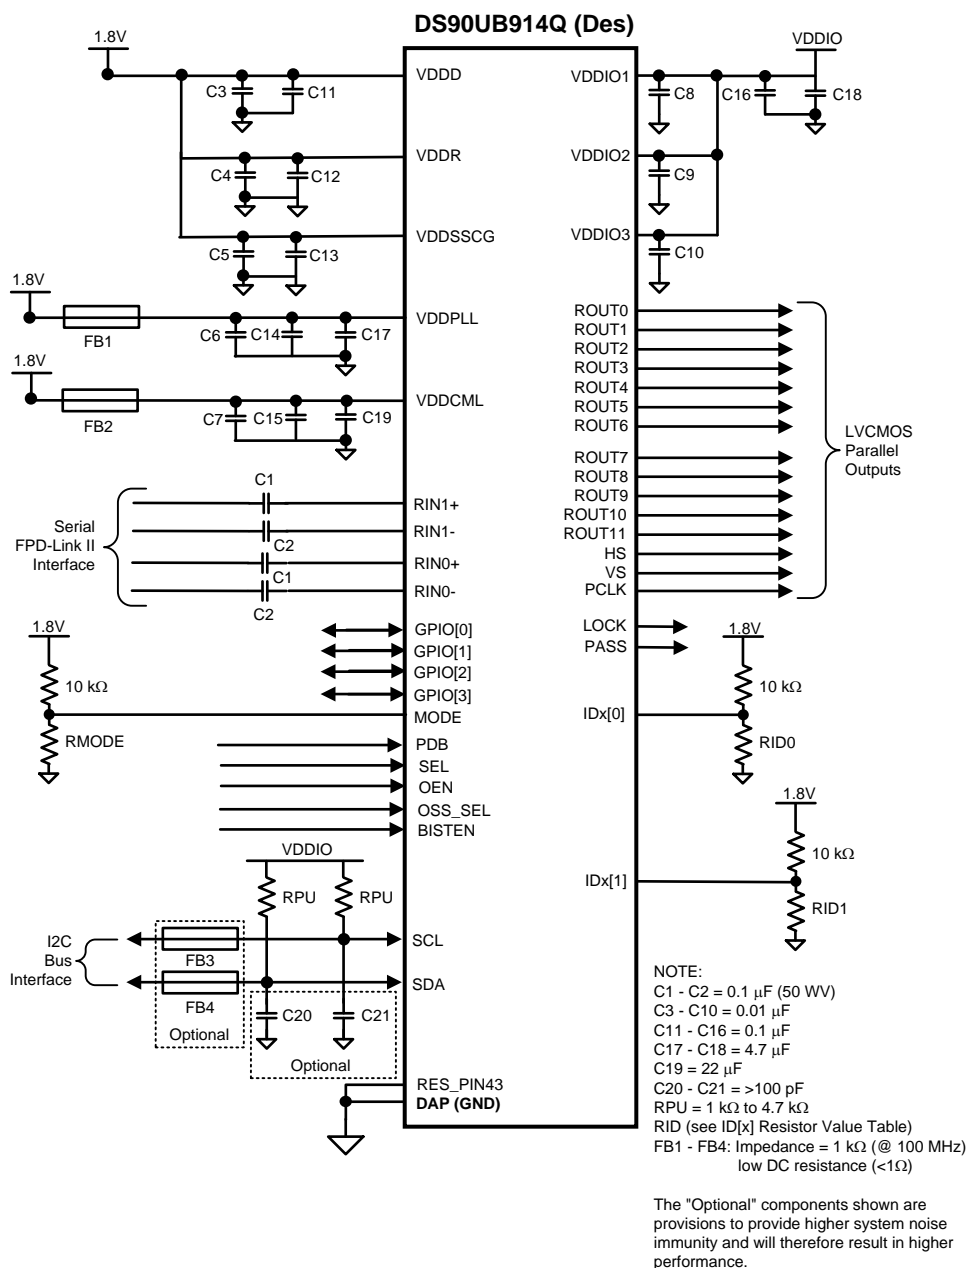 DS90UB914Q (Des)
1.8V
VDDIO
VDDD
VDDIO1
C3
C11
C8
C16
C18
VDDR
VDDIO2
C4
C12
C9
VDDSSCG
VDDIO3
C5
C13
C10
1.8V
VDDPLL
FB1
C6
C14
C17
1.8V
VDDCML
FB2
C7
C15
C19
ROUT0
ROUT1
ROUT2
ROUT3
ROUT4
ROUT5
ROUT6
ROUT7
ROUT8
ROUT9
ROUT10
ROUT11
HS
VS
PCLK
LVCMOS
Parallel
Outputs
C1
RIN1+
RIN1-
C2
Serial
FPD-Link II
Interface
RIN0+
C1
RIN0-
C2
LOCK
PASS
GPIO[0]
GPIO[1]
GPIO[2]
GPIO[3]
1.8V
10 kΩ
MODE
RMODE
1.8V
10 kΩ
IDx[0]
RID0
PDB
SEL
OEN
OSS_SEL
BISTEN
1.8V
10 kΩ
IDx[1]
RID1
VDDIO
RPU
RPU
I2C
Bus
Interface
SCL
FB3
SDA
FB4
Optional
C20
C21
Optional
RES_PIN43
DAP (GND)
NOTE:
C1 - C2 = 0.1 μF (50 WV)
C3 - C10 = 0.01 μF
C11 - C16 = 0.1 μF
C17 - C18 = 4.7 μF
C19 = 22 μF
C20 - C21 = >100 pF
RPU = 1 kΩ to 4.7 kΩ
RID (see ID[x] Resistor Value Table)
FB1 - FB4: Impedance = 1 kΩ (@ 100 MHz)
low DC resistance (<1Ω)
The "Optional" components shown are
provisions to provide higher system noise
immunity and will therefore result in higher
performance.